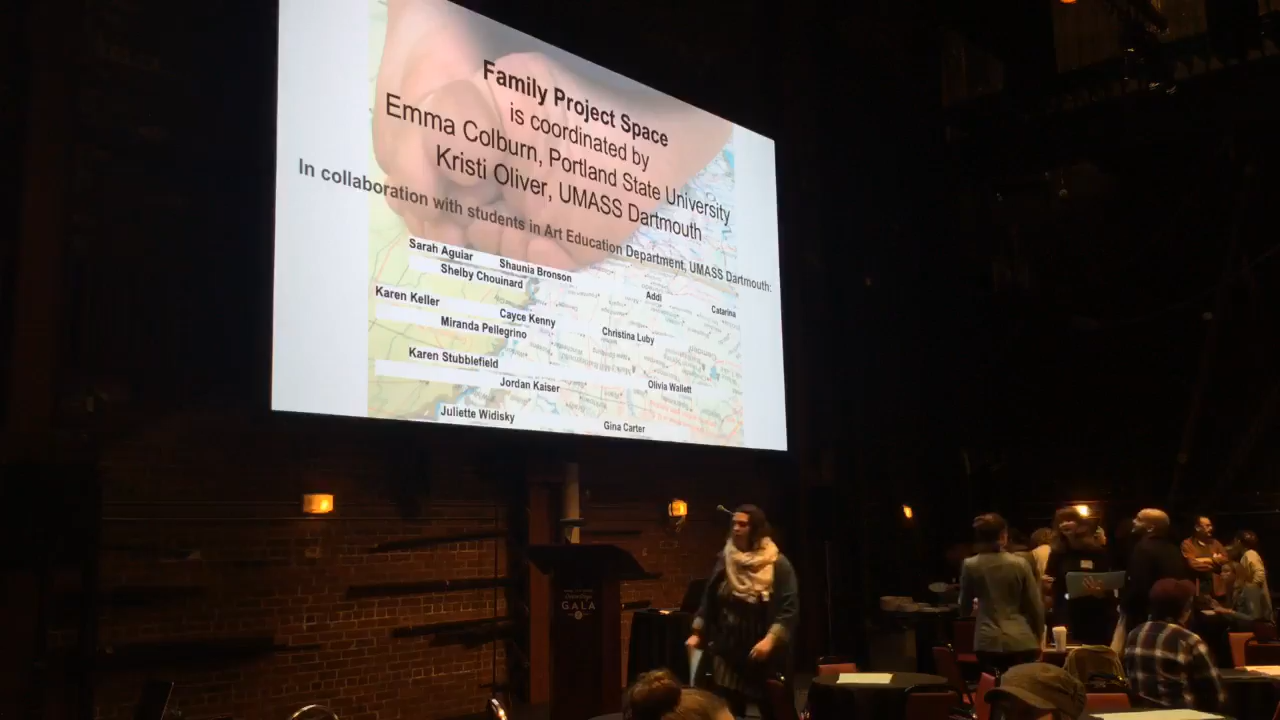 Family Project Space
is coordinated by
Emma Colburn, Portland State University
Kristi Oliver, UMASS Dartmouth
In collaboration with students in Art Education Department, UMASS Dartmouth:
Sarah Aguiar Shaunia Bronson
Shelby Chouinard Addi Catarina
Karen Keller Cayce Kenny
Miranda Pellegrino Christina Luby
Karen Stubblefield
Jordan Kaiser Olivia Wallett
Juliette Widisky Gina Carter
GALA